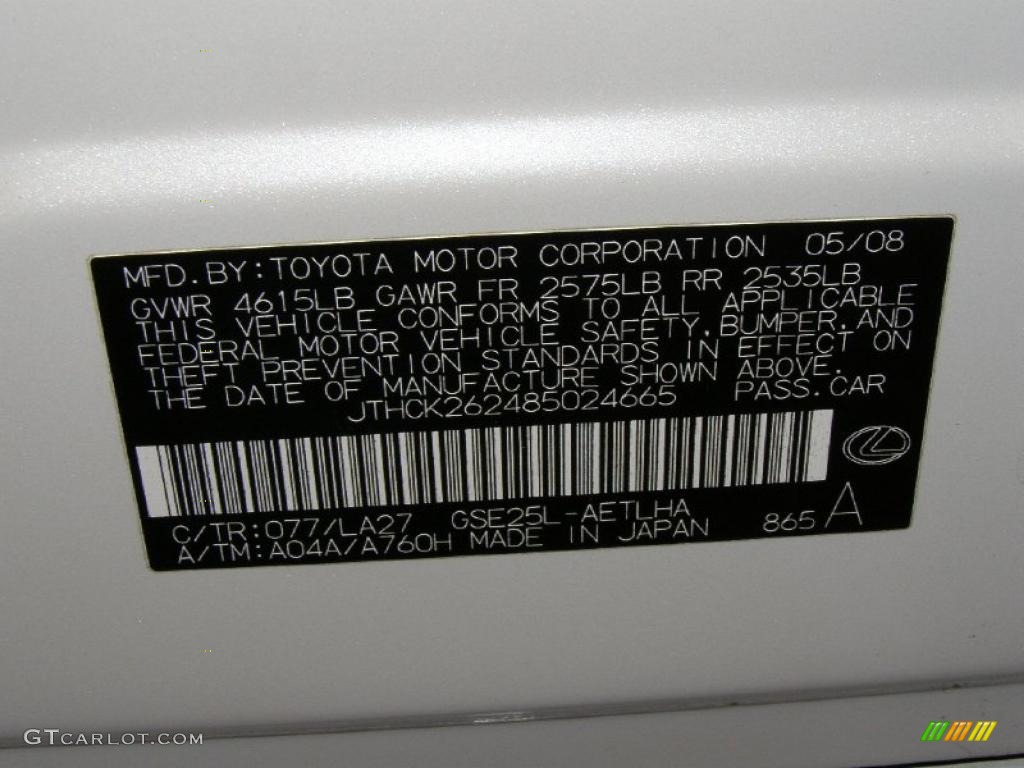 MFD. BY: TOYOTA MOTOR CORPORATION 05/08
GVWR 4615LB GAWR FR 2575LB RR 2535LB
THIS VEHICLE CONFORMS TO ALL APPLICABLE
FEDERAL MOTOR VEHICLE SAFETY, BUMPER, AND
THEFT PREVENTION STANDARDS IN EFFECT ON
THE DATE OF MANUFACTURE SHOWN ABOVE.
JTHCK262485024665 PASS. CAR
C/TR: 077/LA27 GSE25L-AETLHA
A/TM: A04A/A760H MADE IN JAPAN 865 A
GTCARLOT.COM